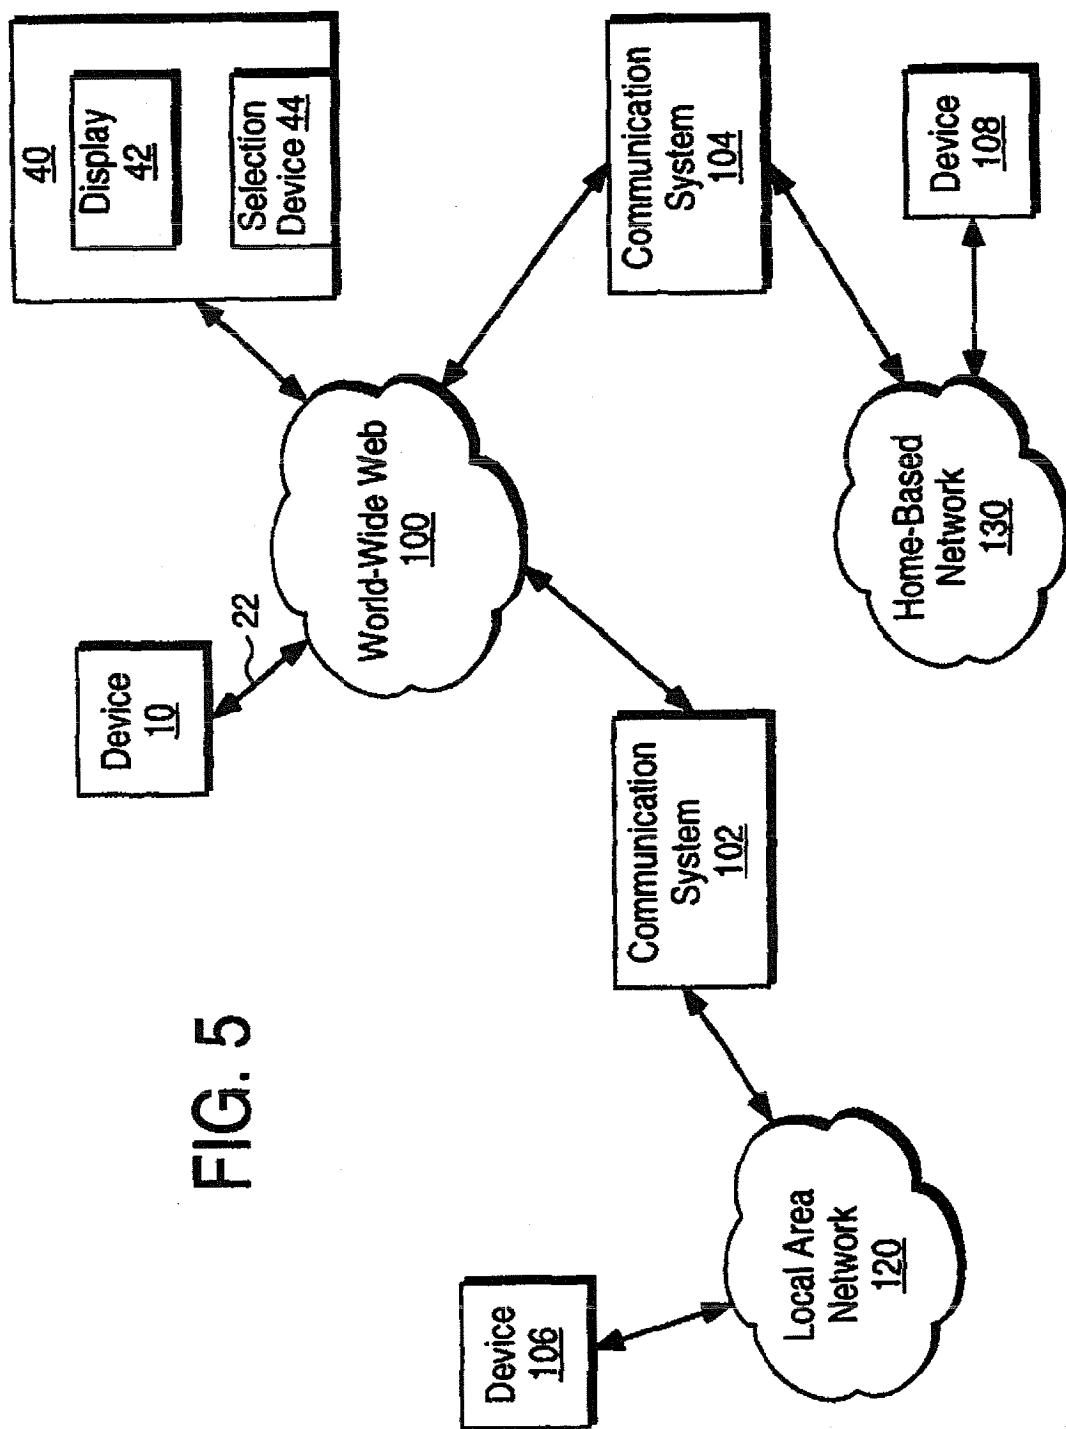 FIG. 5
Device
10
22
40
Display
42
Selection
Device 44
World-Wide Web
100
Device
106
Communication
System
102
Communication
System
104
Local Area
Network
120
Home-Based
Network
130
Device
108